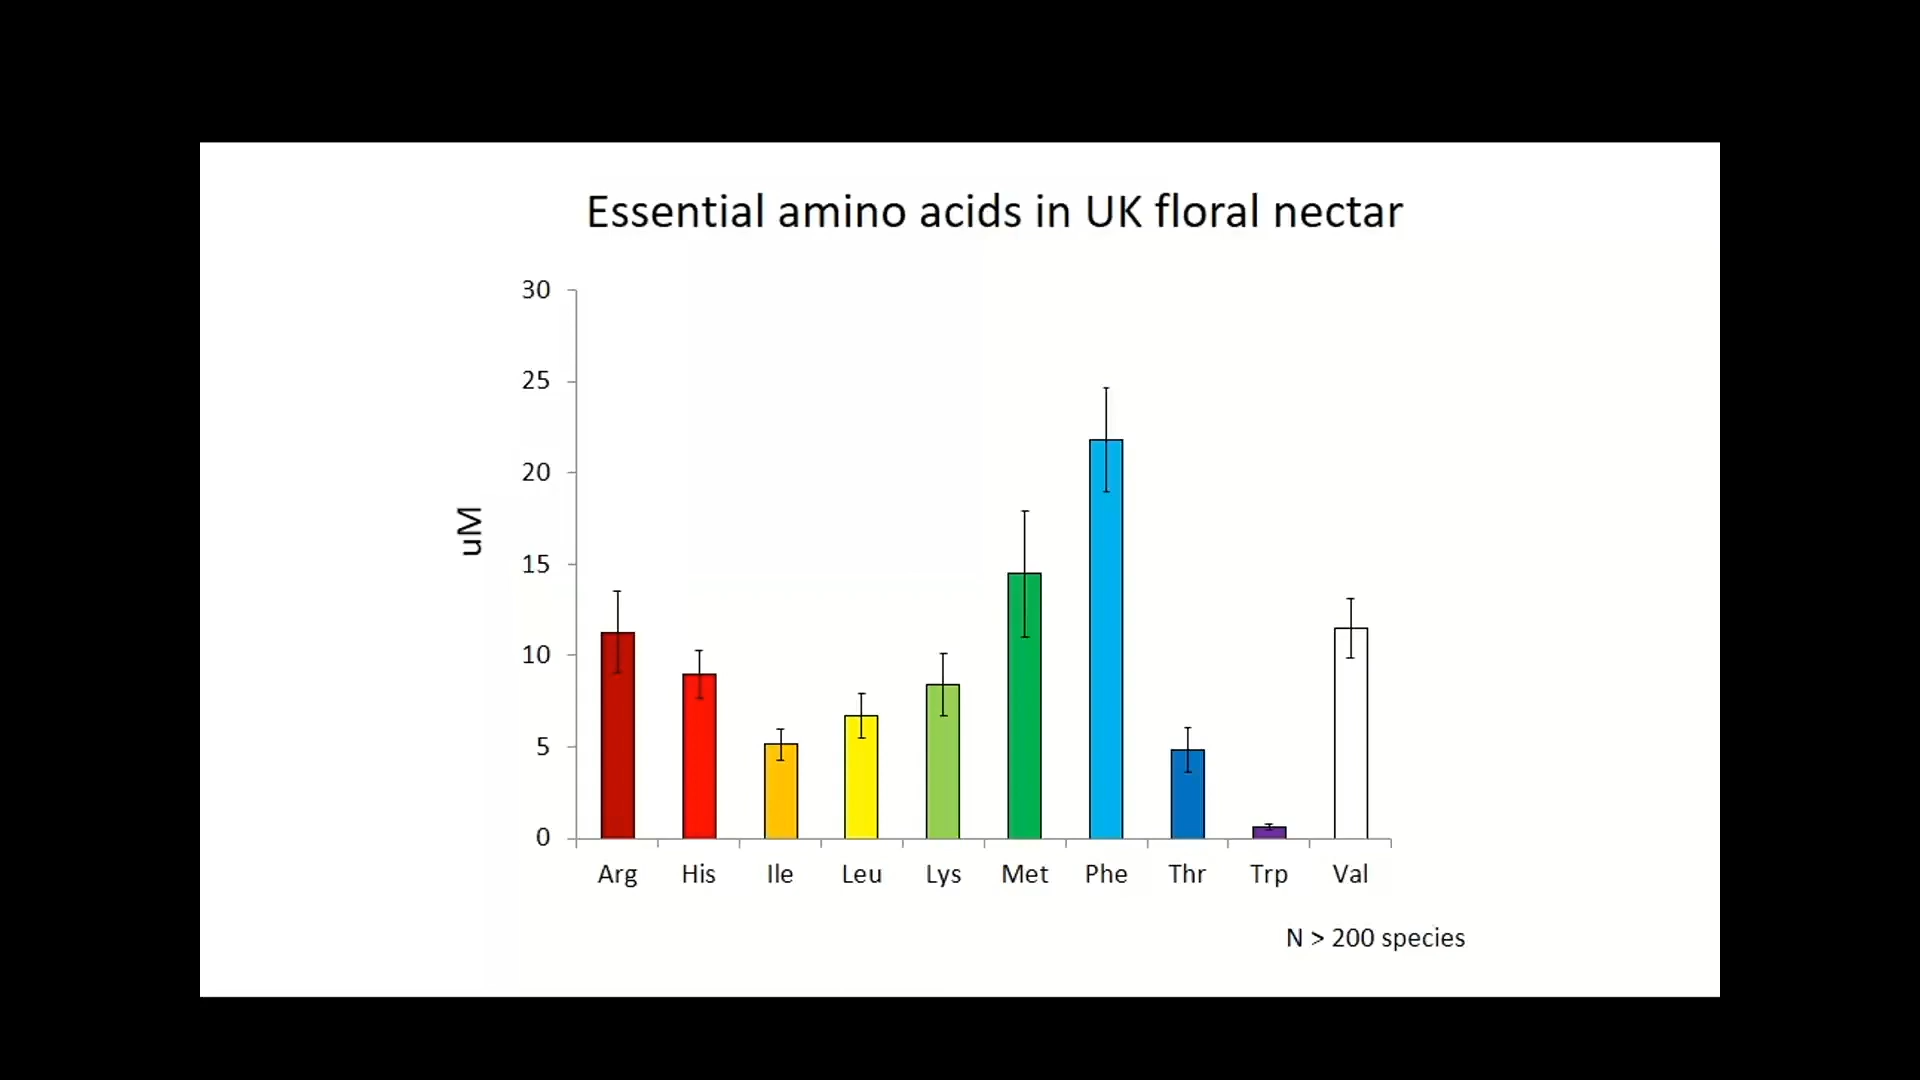 Essential amino acids in UK floral nectar
30
25
20
15
10
5
0
uM
Arg His Ile Leu Lys Met Phe Thr Trp Val
N > 200 species